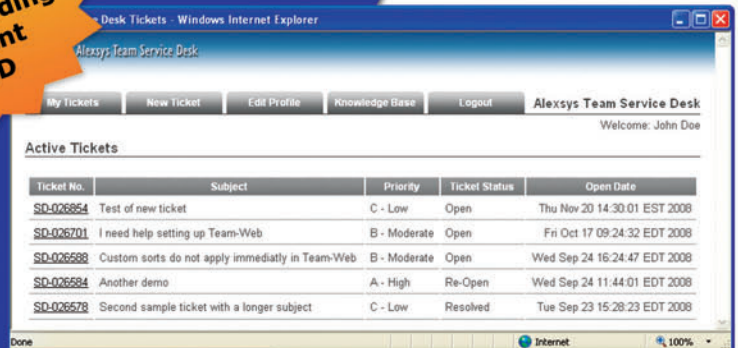 nt
D
Desk Tickets - Windows Internet Explorer
Alexsys Team Service Desk
My Tickets New Ticket Edit Profile Knowledge Base Logout Alexsys Team Service Desk
Welcome: John Doe
Active Tickets
Ticket No. Subject Priority Ticket Status Open Date
SD-026854 Test of new ticket C - Low Open Thu Nov 20 14:30:01 EST 2008
SD-026701 I need help setting up Team-Web B - Moderate Open Fri Oct 17 09:24:32 EDT 2008
SD-026588 Custom sorts do not apply immediatly in Team-Web B - Moderate Open Wed Sep 24 16:24:47 EDT 2008
SD-026584 Another demo A - High Re-Open Wed Sep 24 11:44:01 EDT 2008
SD-026578 Second sample ticket with a longer subject C - Low Resolved Tue Sep 23 15:28:23 EDT 2008
Done Internet 100%